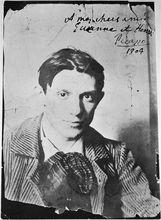 A mes chers amis
Suzanne et Henri
Picasso
1904